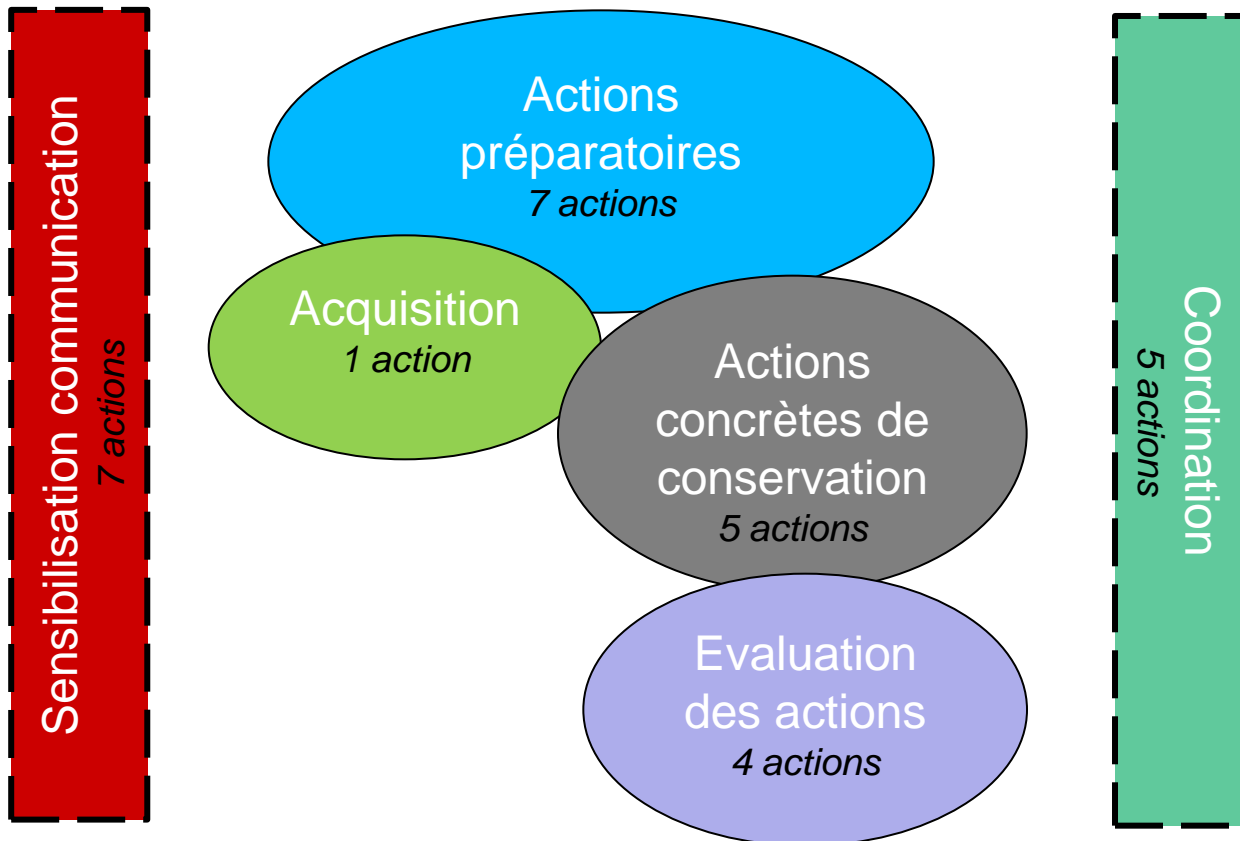 Sensibilisation communication
7 actions
Actions
préparatoires
7 actions
Acquisition
1 action
Actions
concrètes de
conservation
5 actions
Evaluation
des actions
4 actions
Coordination
5 actions